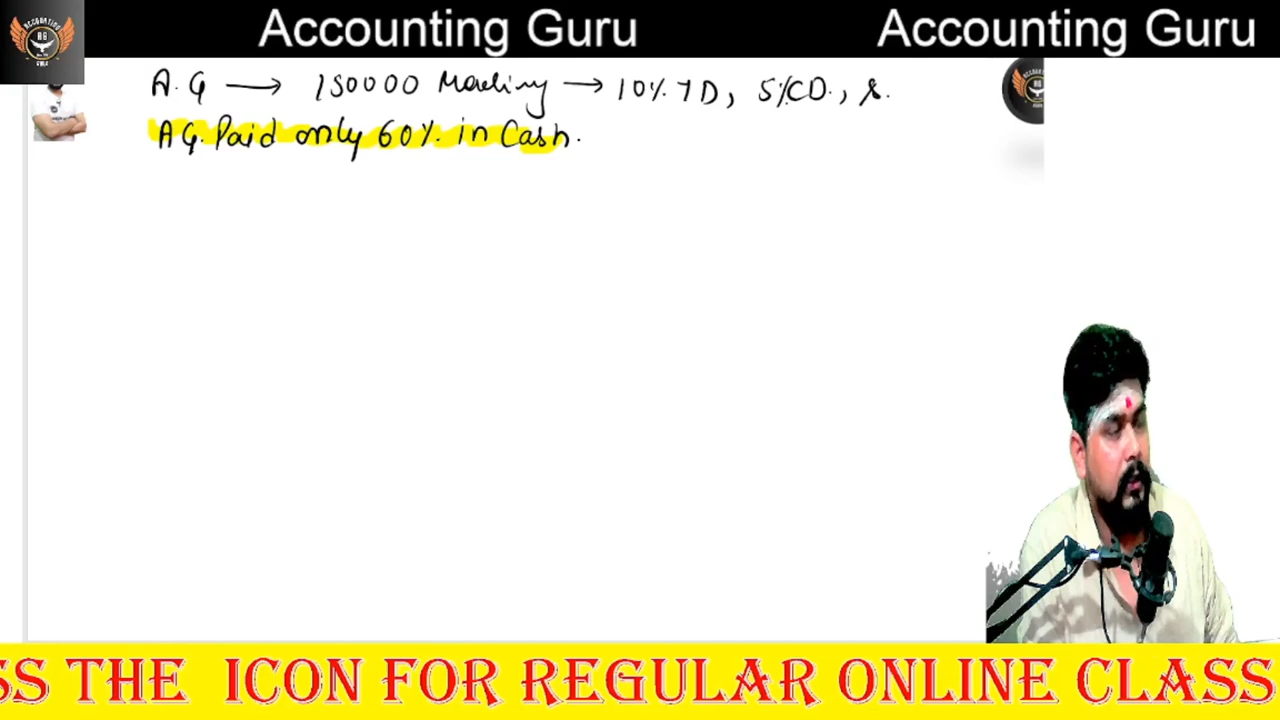 Accounting Guru Accounting Guru
A.G → 150000 → 10% TD, 5% CD., &.
AG. Paid only 60% in Cash.
SS THE ICON FOR REGULAR ONLINE CLASS